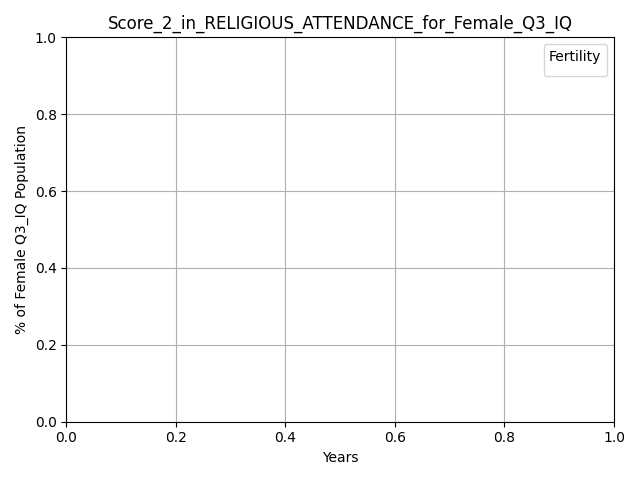 Score_2_in_RELIGIOUS_ATTENDANCE_for_Female_Q3_IQ
Fertility
% of Female Q3_IQ Population
1.0
0.8
0.6
0.4
0.2
0.0
0.0 0.2 0.4 0.6 0.8 1.0
Years